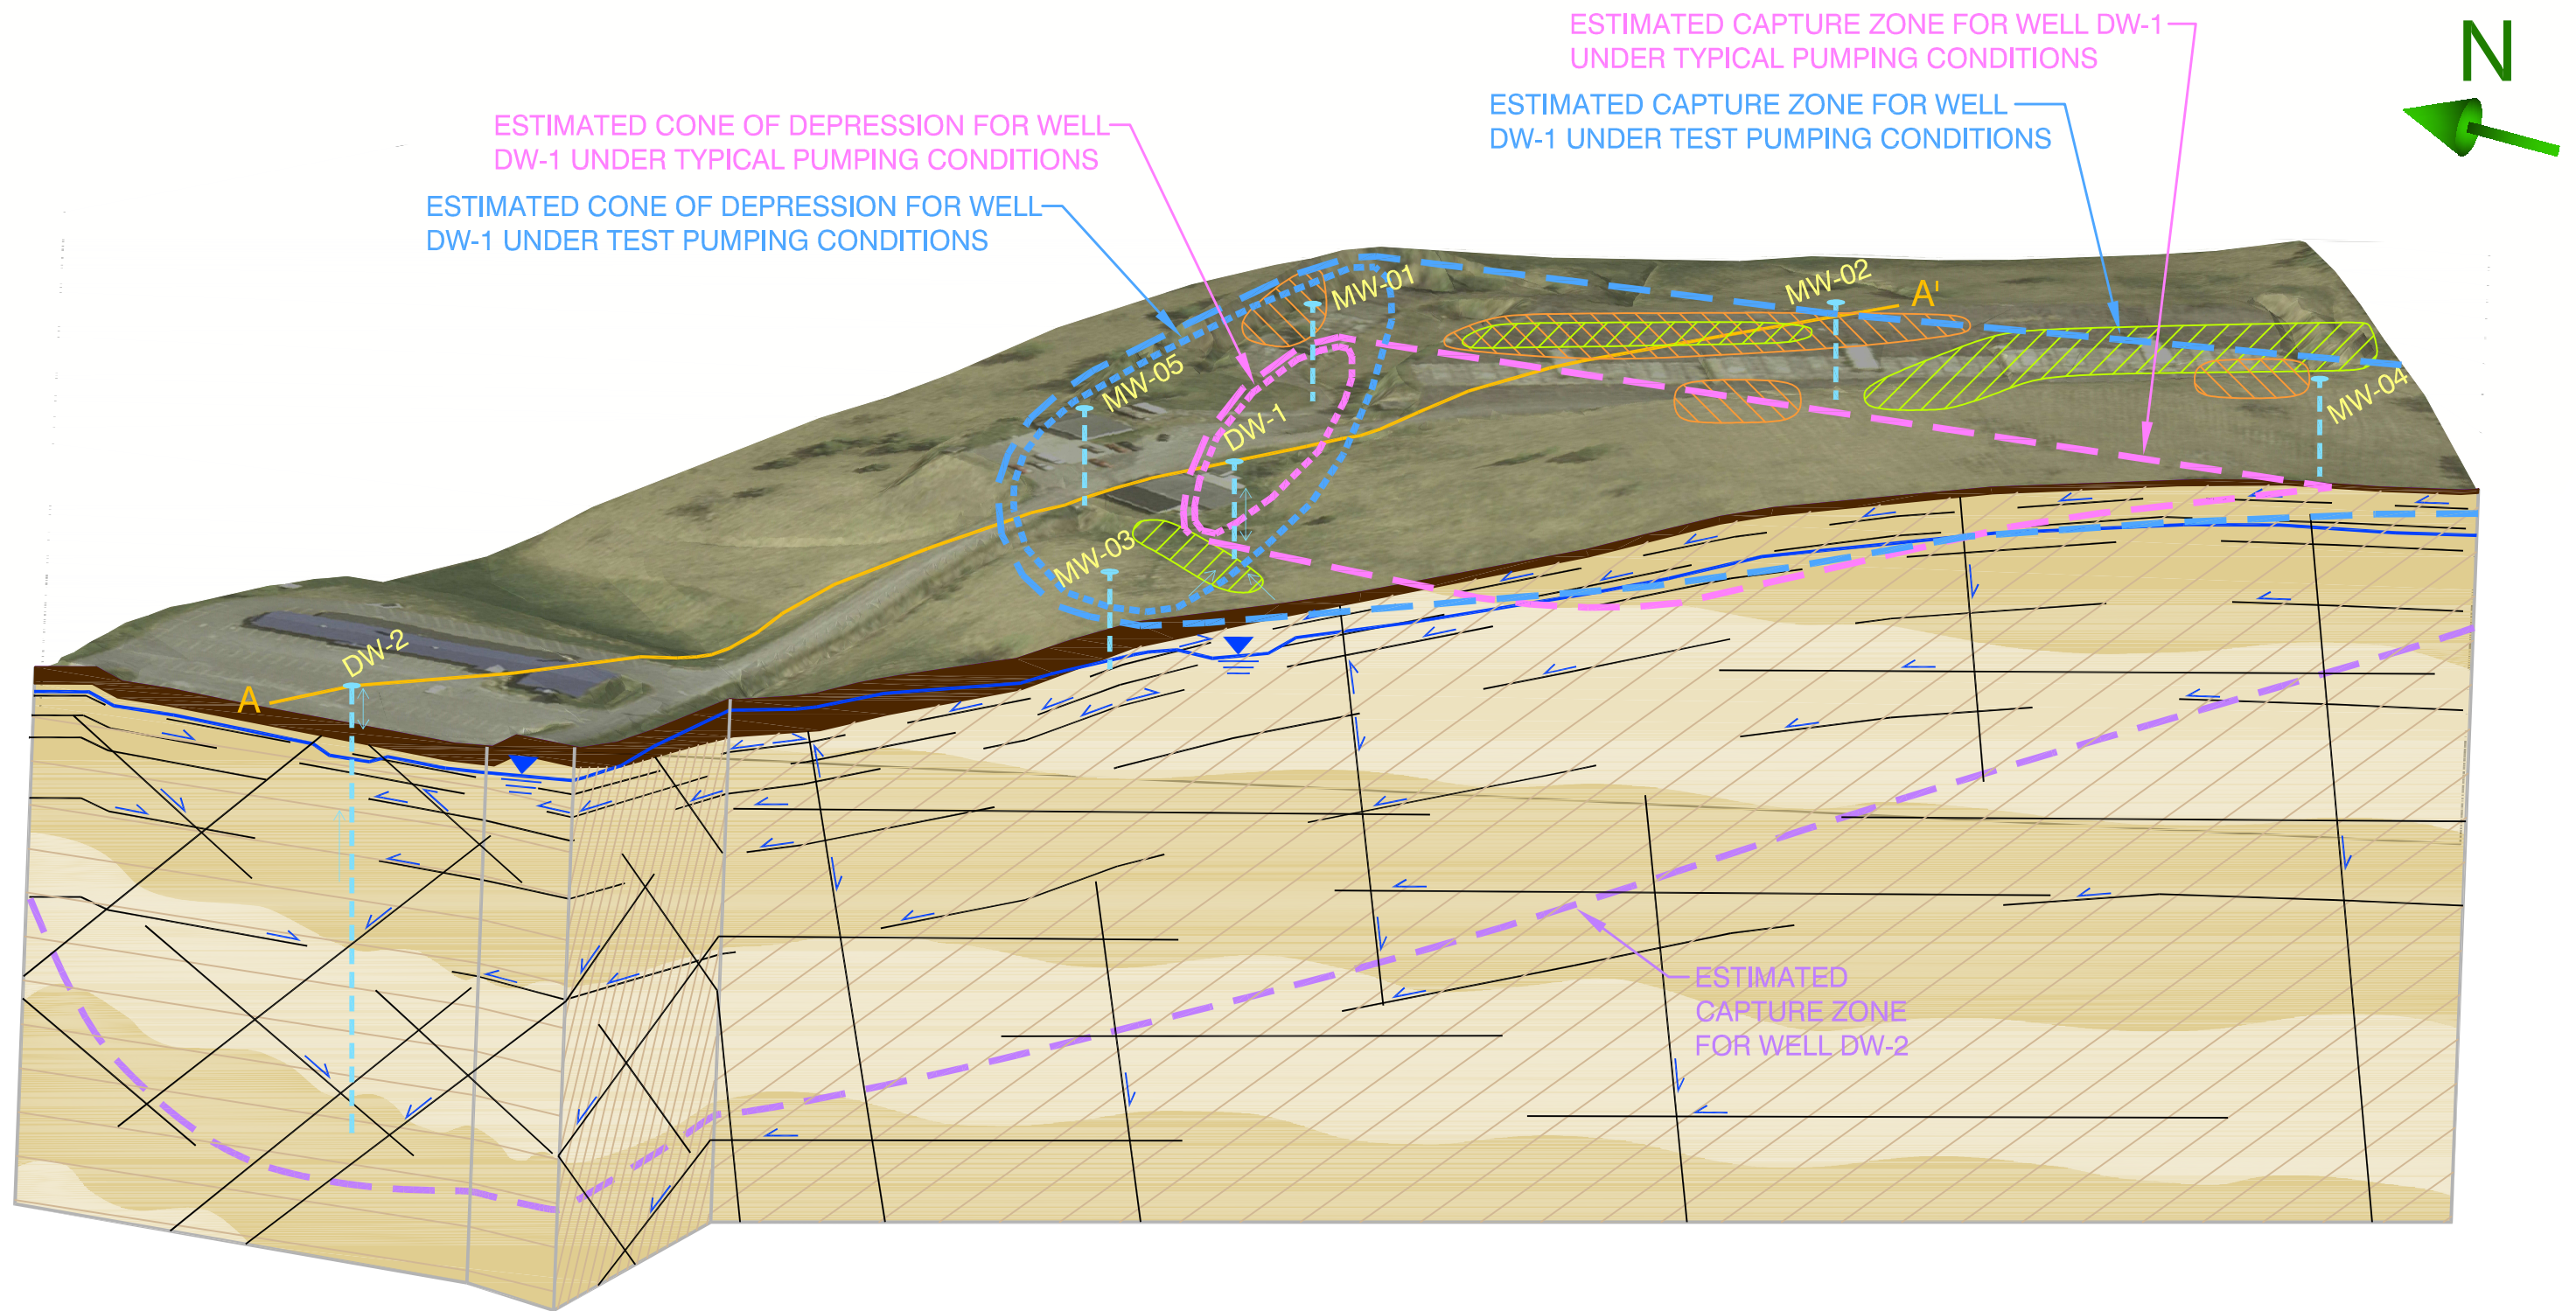 ESTIMATED CAPTURE ZONE FOR WELL DW-1
UNDER TYPICAL PUMPING CONDITIONS
N
ESTIMATED CAPTURE ZONE FOR WELL
DW-1 UNDER TEST PUMPING CONDITIONS
ESTIMATED CONE OF DEPRESSION FOR WELL
DW-1 UNDER TYPICAL PUMPING CONDITIONS
ESTIMATED CONE OF DEPRESSION FOR WELL
DW-1 UNDER TEST PUMPING CONDITIONS
MW-01
MW-02
A'
MW-05
MW-04
DW-1
MW-03
DW-2
A
ESTIMATED
CAPTURE ZONE
FOR WELL DW-2